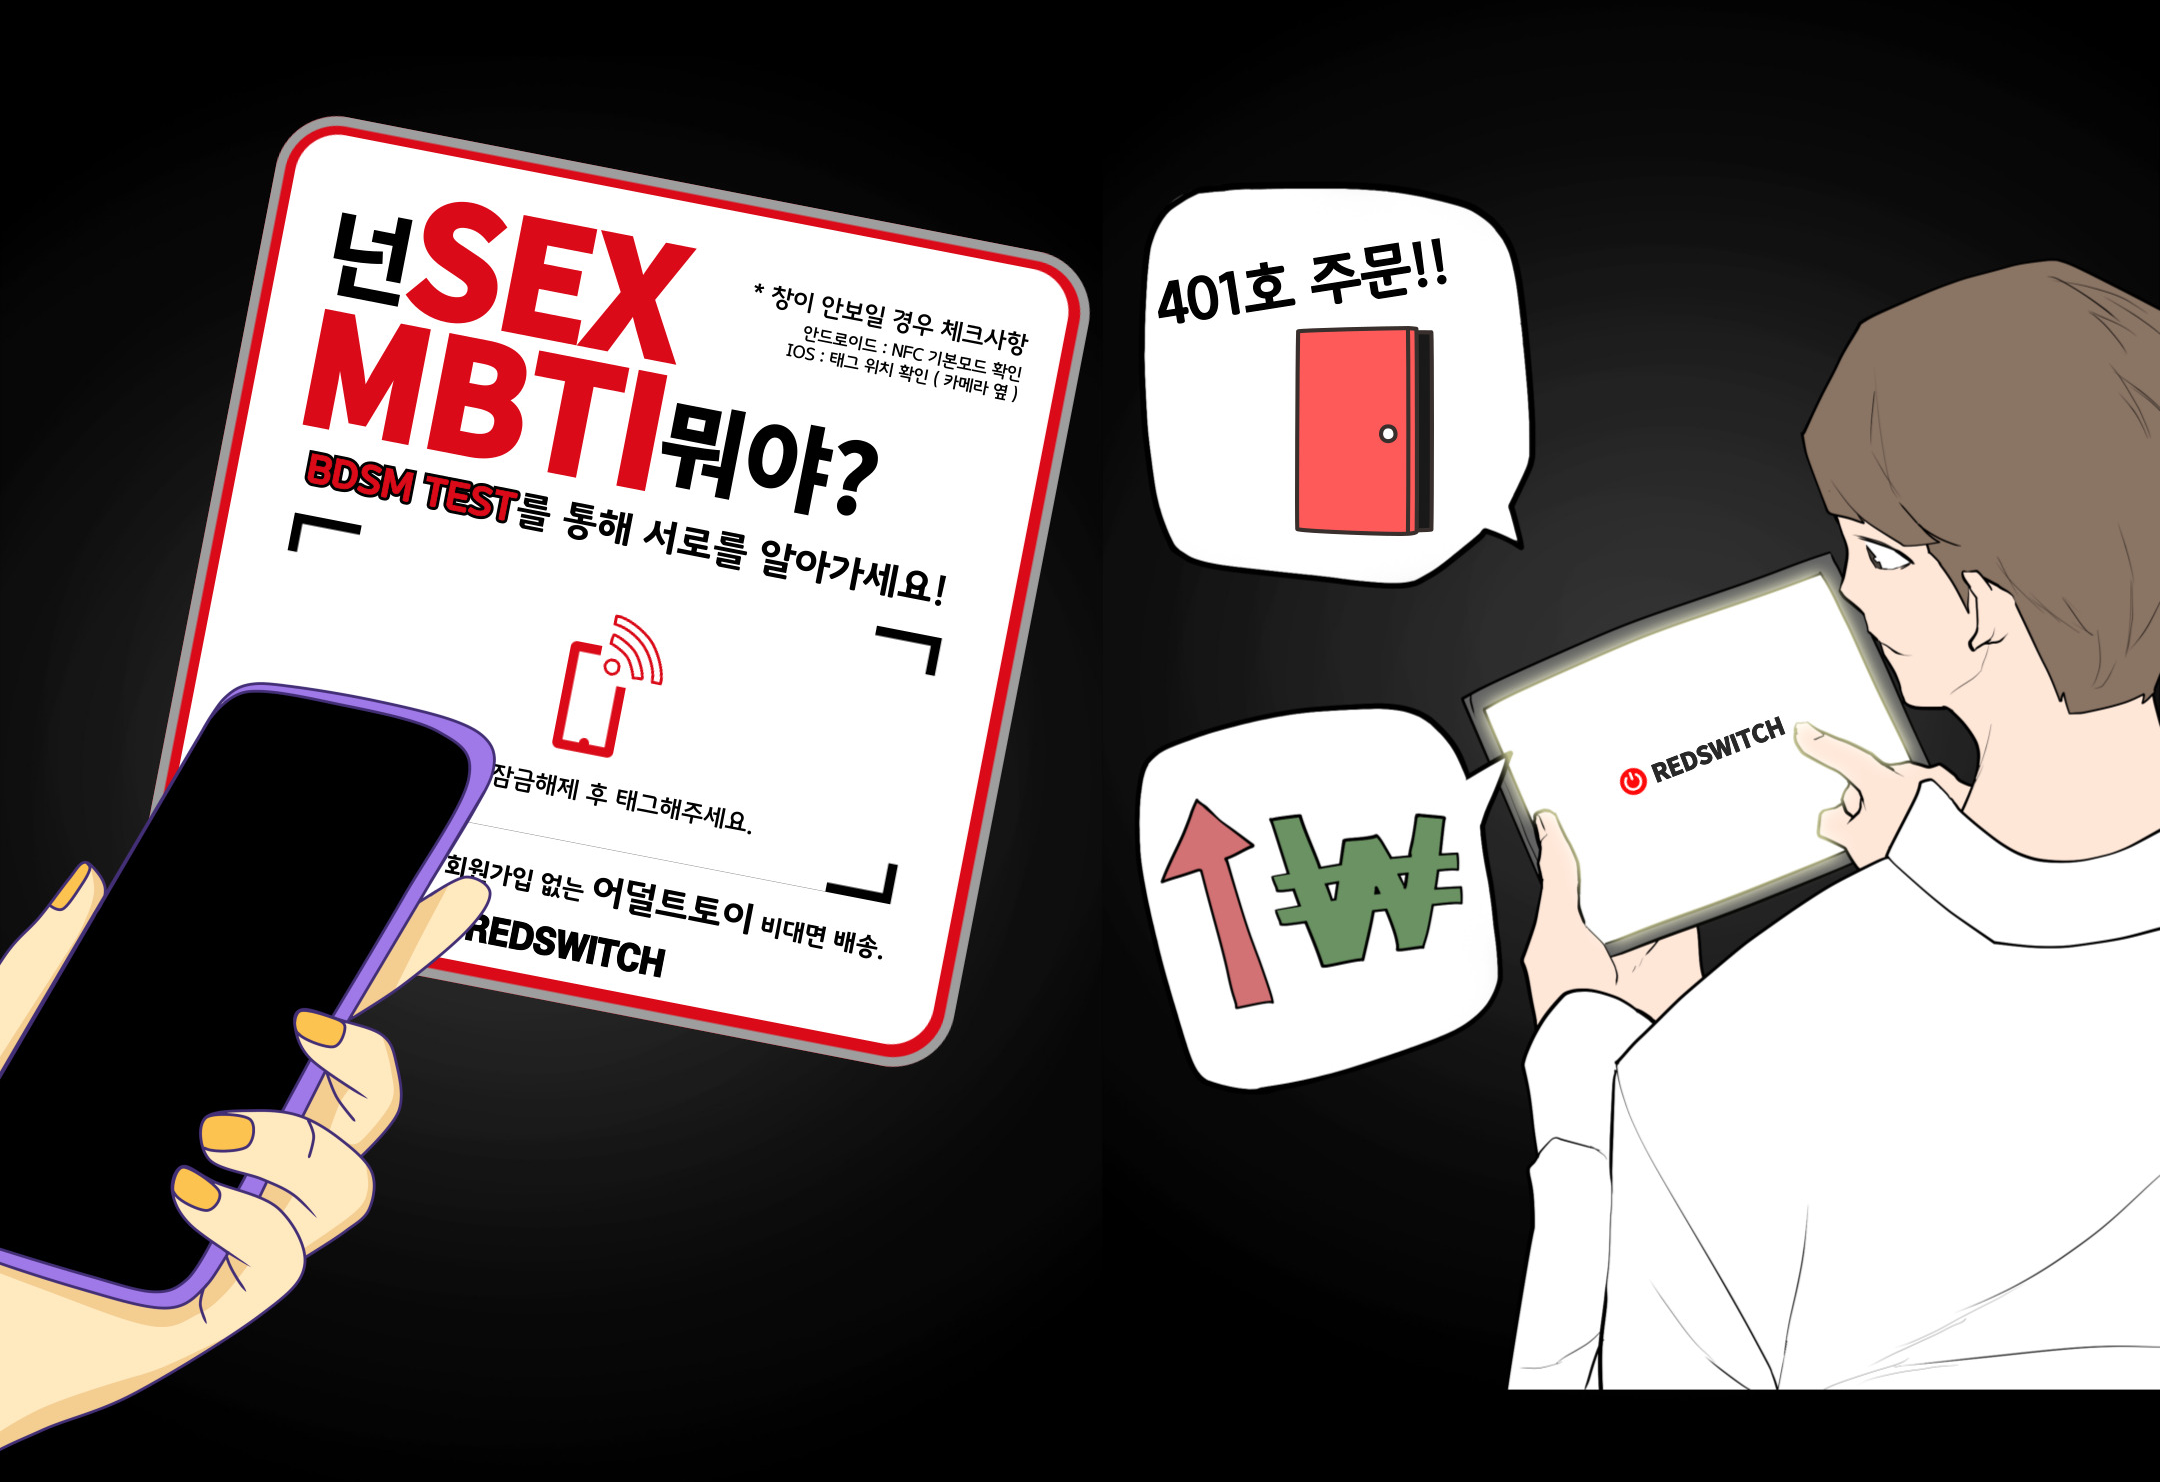 넌SEX
MBTI뭐야?
* 창이 안보일 경우 체크사항
안드로이드 : NFC 기본모드 확인
IOS : 태그 위치 확인 ( 카메라 옆 )
BDSM TEST를 통해 서로를 알아가세요!
잠금해제 후 태그해주세요.
회원가입 없는 어덜트토이 비대면 배송.
REDSWITCH
401호 주문!!
₩
REDSWITCH